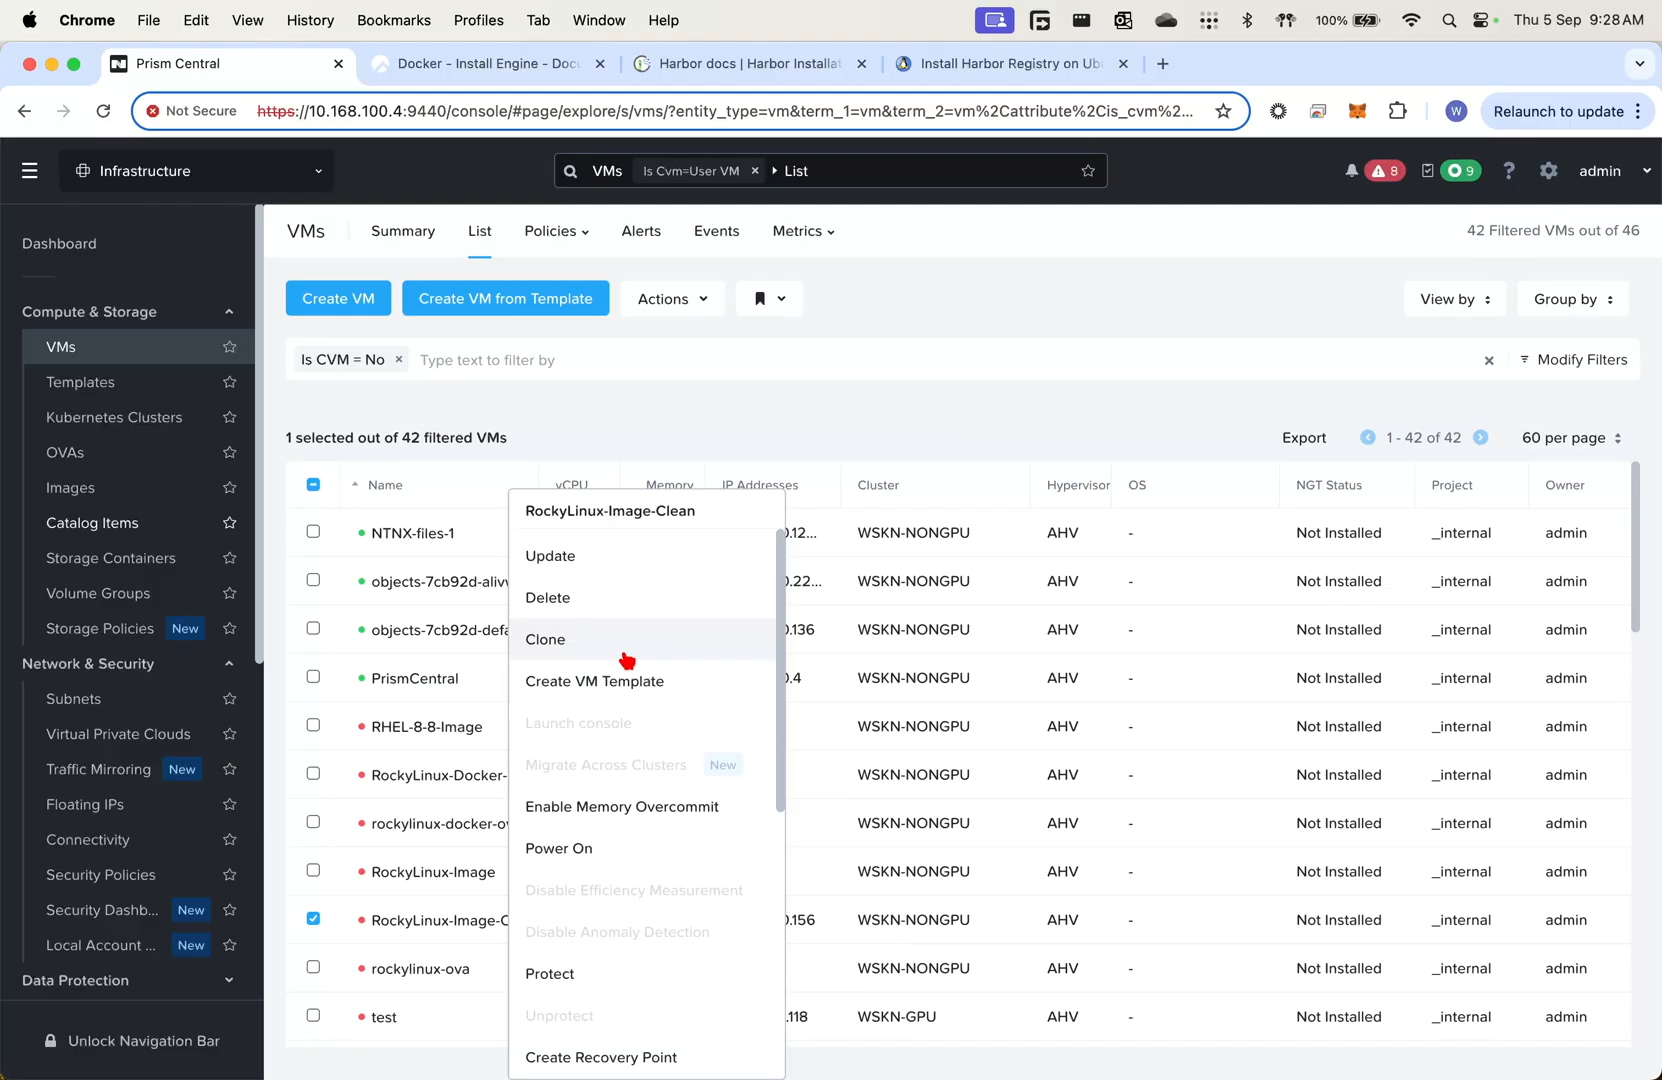 Chrome File Edit View History Bookmarks Profiles Tab Window Help 100% Thu 5 Sep 9:28 AM
Prism Central Docker - Install Engine - Doc Harbor docs | Harbor Installat Install Harbor Registry on Ub
Not Secure https://10.168.100.4:9440/console/#page/explore/s/vms/?entity_type=vm&term_1=vm&term_2=vm%2Cattribute%2Cis_cvm%2... W Relaunch to update
Infrastructure VMs Is Cvm=User VM List 8 9 ? admin
Dashboard
Compute & Storage
VMs
Templates
Kubernetes Clusters
OVAs
Images
Catalog Items
Storage Containers
Volume Groups
Storage Policies New
Network & Security
Subnets
Virtual Private Clouds
Traffic Mirroring New
Floating IPs
Connectivity
Security Policies
Security Dashb... New
Local Account ... New
Data Protection
Unlock Navigation Bar
VMs Summary List Policies Alerts Events Metrics 42 Filtered VMs out of 46
Create VM Create VM from Template Actions View by Group by
Is CVM = No Type text to filter by Modify Filters
1 selected out of 42 filtered VMs Export 1 - 42 of 42 60 per page
Name vCPU Memory IP Addresses Cluster Hypervisor OS NGT Status Project Owner
NTNX-files-1 0.12... WSKN-NONGPU AHV - Not Installed _internal admin
objects-7cb92d-aliv 0.22... WSKN-NONGPU AHV - Not Installed _internal admin
objects-7cb92d-defa 0.136 WSKN-NONGPU AHV - Not Installed _internal admin
PrismCentral 0.4 WSKN-NONGPU AHV - Not Installed _internal admin
RHEL-8-8-Image WSKN-NONGPU AHV - Not Installed _internal admin
RockyLinux-Docker- WSKN-NONGPU AHV - Not Installed _internal admin
rockylinux-docker-ov WSKN-NONGPU AHV - Not Installed _internal admin
RockyLinux-Image WSKN-NONGPU AHV - Not Installed _internal admin
RockyLinux-Image-C 0.156 WSKN-NONGPU AHV - Not Installed _internal admin
rockylinux-ova WSKN-NONGPU AHV - Not Installed _internal admin
test .118 WSKN-GPU AHV - Not Installed _internal admin
RockyLinux-Image-Clean
Update
Delete
Clone
Create VM Template
Launch console
Migrate Across Clusters New
Enable Memory Overcommit
Power On
Disable Efficiency Measurement
Disable Anomaly Detection
Protect
Unprotect
Create Recovery Point